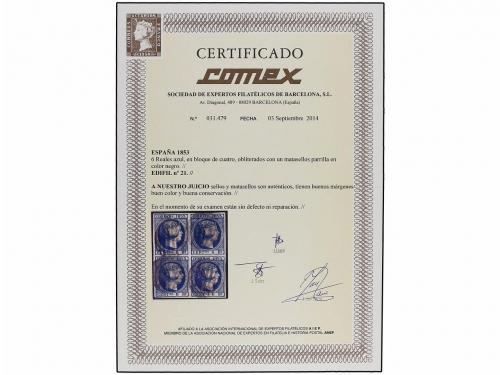 CERTIFICADO
comex
SOCIEDAD DE EXPERTOS FILATÉLICOS DE BARCELONA, S.L.
Av. Diagonal, 489 - 08029 BARCELONA (España)
N.º 031.479 FECHA 03 Septiembre 2014
ESPAÑA 1853
6 Reales azul, en bloque de cuatro, obliterados con un matasellos parrilla en
color negro. //
EDIFIL nº 21. //
A NUESTRO JUICIO sellos y matasellos son auténticos, tienen buenos márgenes
buen color y buena conservación. //
En el momento de su examen están sin defecto ni reparación. //
AFILIADO A LA ASOCIACIÓN INTERNACIONAL DE EXPERTOS FILATÉLICOS A I E P.
MIEMBRO DE LA ASOCIACIÓN NACIONAL DE EXPERTOS EN FILATELIA E HISTORIA POSTAL ANEF